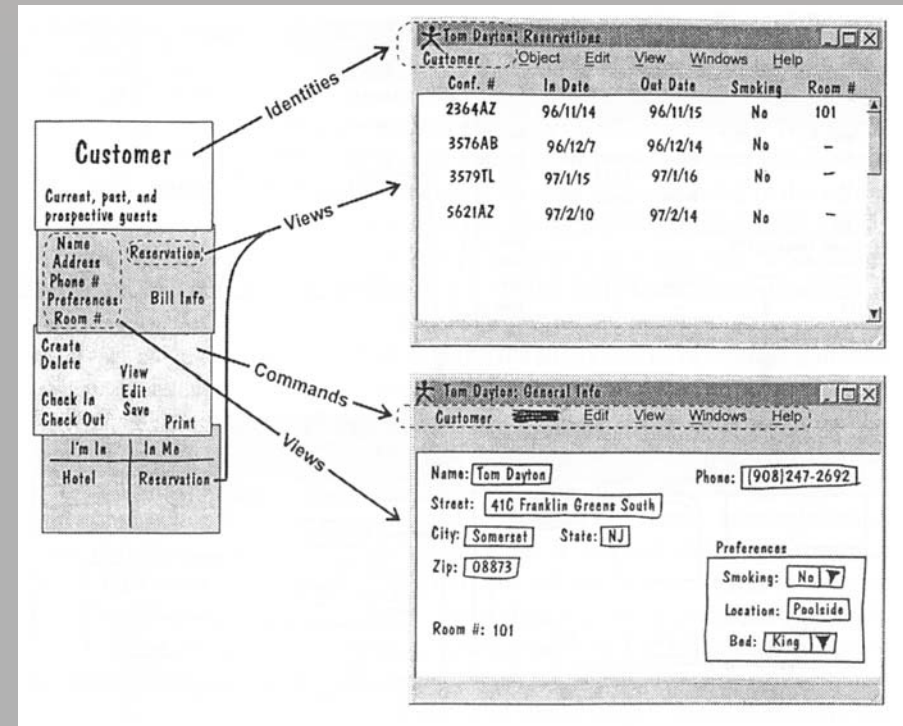 Customer
Current, past, and
prospective guests
Name
Address
Phone #
Preferences
Room #
Reservation
Bill Info
Create
Delete
Check In
Check Out
View
Edit
Save
Print
I'm In In Me
Hotel Reservation
Identities
Views
Commands
Views
Tom Dayton: Reservations
Customer Object Edit View Windows Help
Conf. # In Date Out Date Smoking Room #
2364AZ 96/11/14 96/11/15 No 101
3576AB 96/12/7 96/12/14 No –
3579TL 97/1/15 97/1/16 No –
5621AZ 97/2/10 97/2/14 No –
Tom Dayton: General Info
Customer Edit View Windows Help
Name: Tom Dayton Phone: (908)247-2692
Street: 41C Franklin Greens South
City: Somerset State: NJ
Zip: 08873
Room #: 101
Preferences
Smoking: No
Location: Poolside
Bed: King